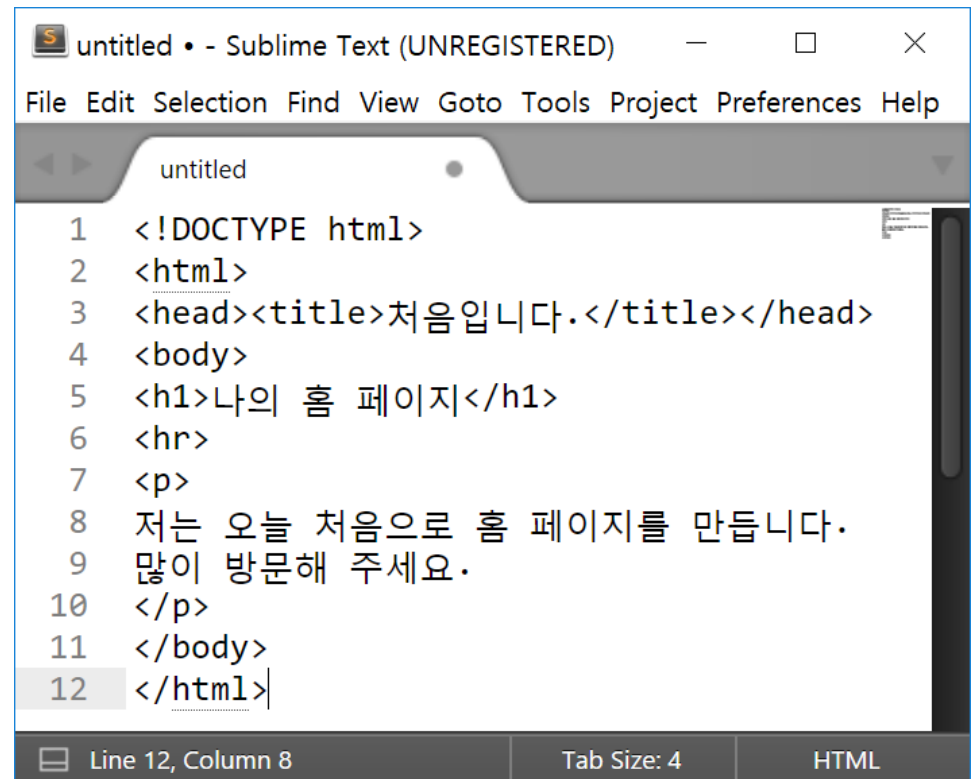 untitled • - Sublime Text (UNREGISTERED)
File Edit Selection Find View Goto Tools Project Preferences Help
untitled
1 <!DOCTYPE html>
2 <html>
3 <head><title>처음입니다.</title></head>
4 <body>
5 <h1>나의 홈 페이지</h1>
6 <hr>
7 <p>
8 저는 오늘 처음으로 홈 페이지를 만듭니다.
9 많이 방문해 주세요.
10 </p>
11 </body>
12 </html>
Line 12, Column 8 Tab Size: 4 HTML